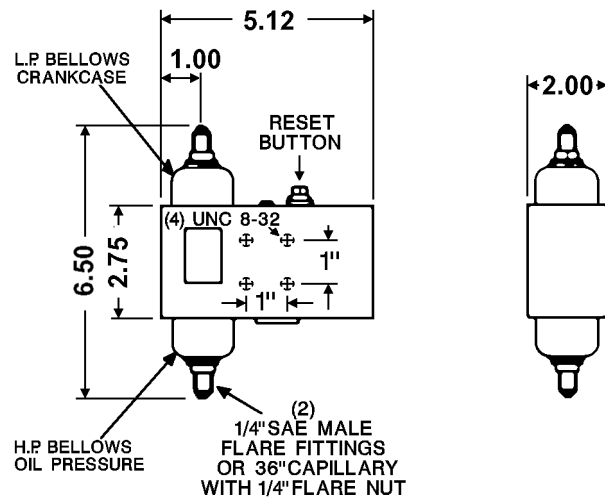 5.12
L.P. BELLOWS
CRANKCASE
1.00
2.00
RESET
BUTTON
(4) UNC 8-32
6.50
2.75
1"
1"
H.P. BELLOWS
OIL PRESSURE
(2)
1/4" SAE MALE
FLARE FITTINGS
OR 36" CAPILLARY
WITH 1/4" FLARE NUT